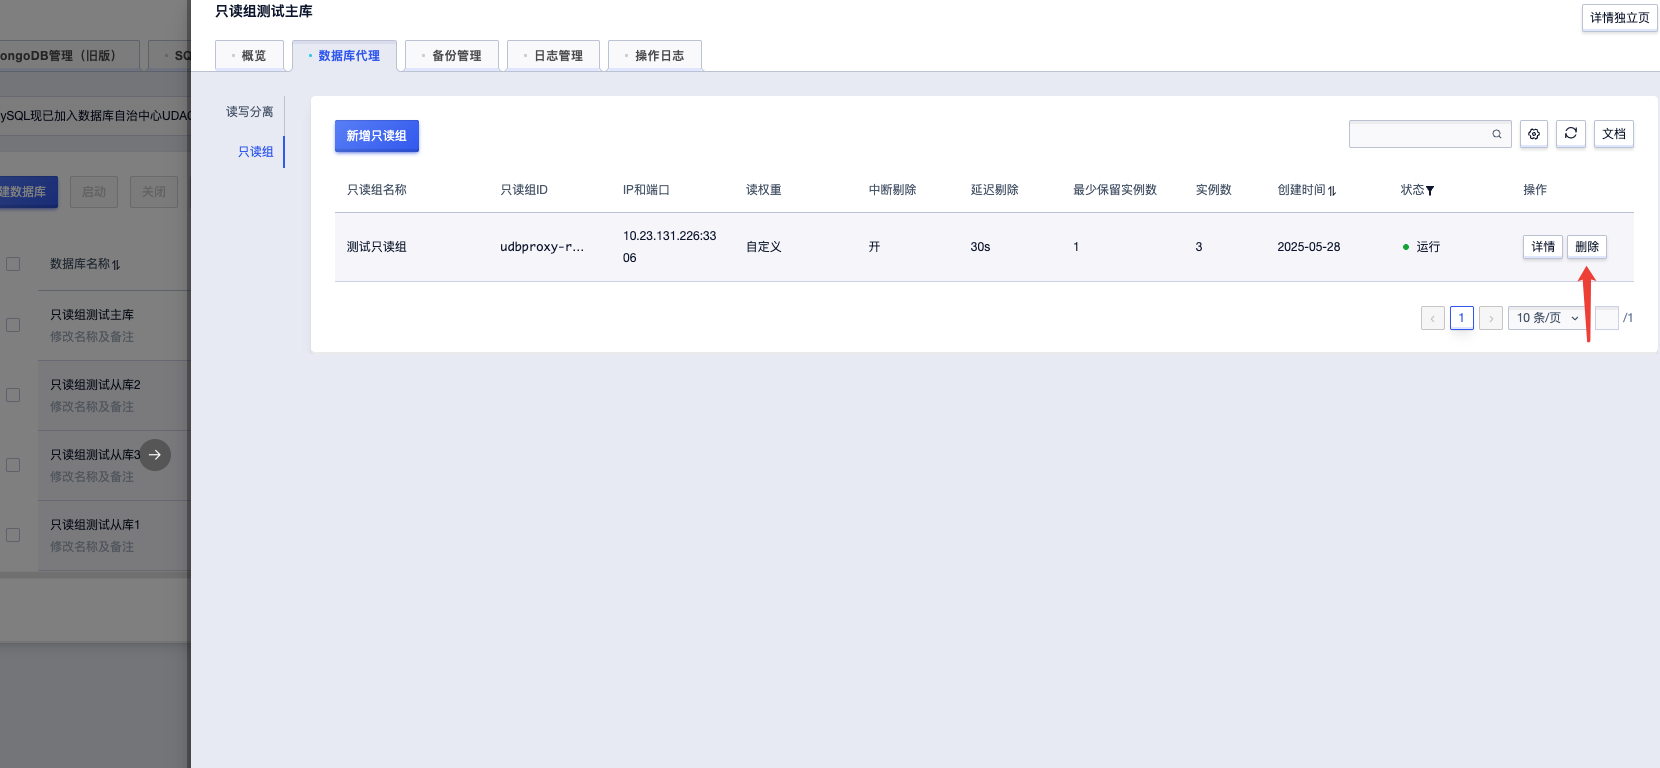 只读组测试主库
详情独立页
ongoDB管理（旧版）
SQ
概览
数据库代理
备份管理
日志管理
操作日志
ySQL现已加入数据库自治中心UDAC
读写分离
只读组
新增只读组
文档
建数据库
启动
关闭
只读组名称
只读组ID
IP和端口
读权重
中断剔除
延迟剔除
最少保留实例数
实例数
创建时间
状态
操作
测试只读组
udbproxy-r...
10.23.131.226:33
06
自定义
开
30s
1
3
2025-05-28
运行
详情
删除
数据库名称
1
10 条/页
/1
只读组测试主库
修改名称及备注
只读组测试从库2
修改名称及备注
只读组测试从库3
修改名称及备注
只读组测试从库1
修改名称及备注